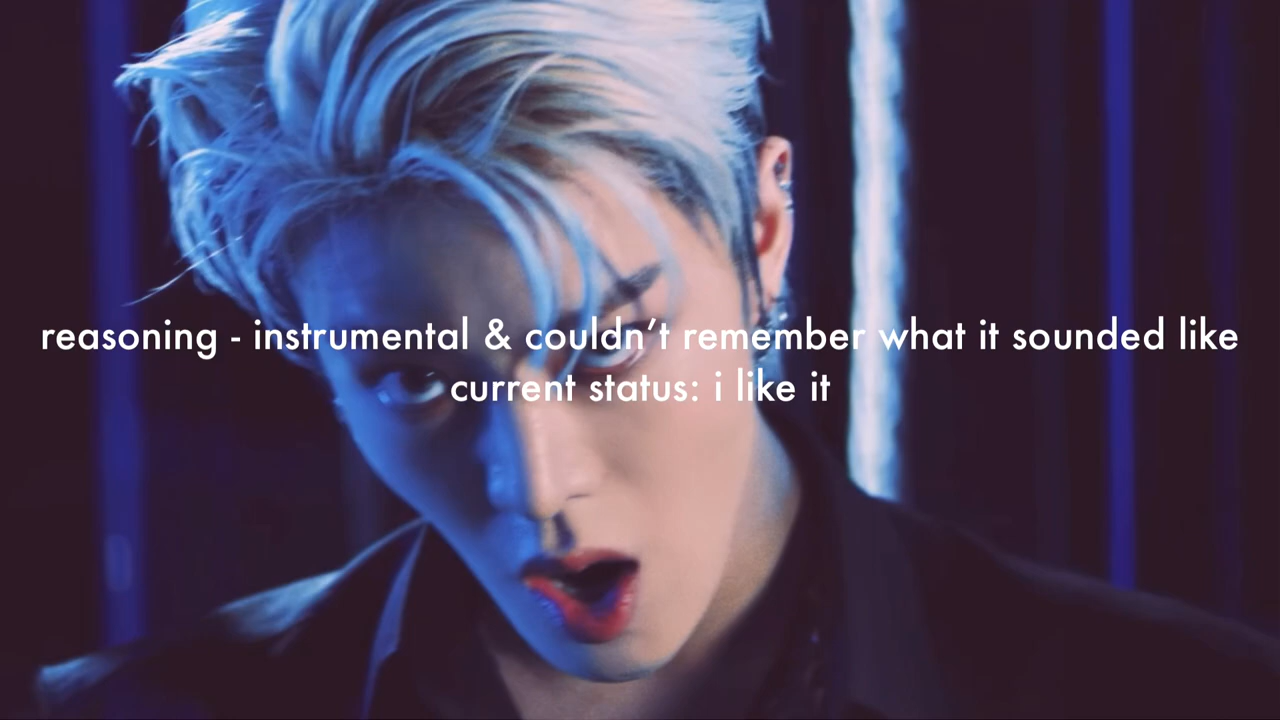 reasoning - instrumental & couldn’t remember what it sounded like
current status: i like it